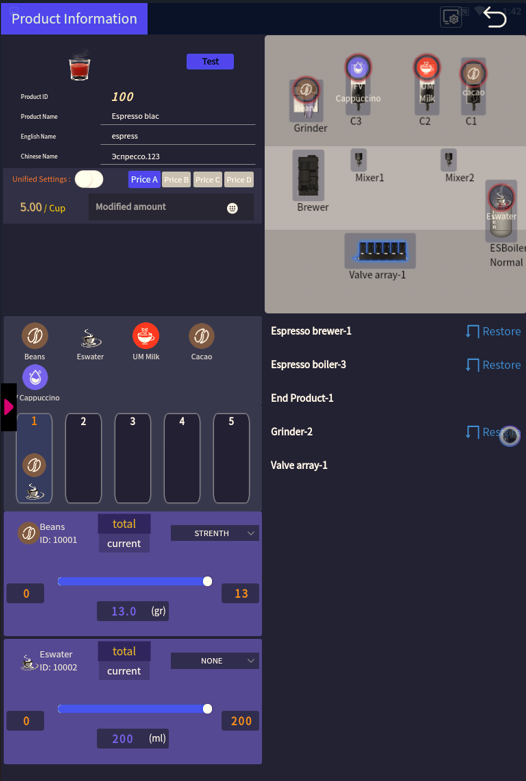 Product Information
Test
Product ID
100
Product Name
Espresso blac
English Name
espress
Chinese Name
Эспрессо.123
Unified Settings :
Price A
Price B
Price C
Price D
5.00 / Cup
Modified amount
Grinder
Cappuccino
C3
UM
Milk
C2
cacao
C1
Brewer
Mixer1
Mixer2
Eswater
ESBoiler
Normal
Valve array-1
Beans
Eswater
UM Milk
Cacao
Cappuccino
1
2
3
4
5
Espresso brewer-1
Restore
Espresso boiler-3
Restore
End Product-1
Grinder-2
Restore
Valve array-1
Beans
ID: 10001
total
current
STRENTH
0
13
13.0
(gr)
Eswater
ID: 10002
total
current
NONE
0
200
200
(ml)